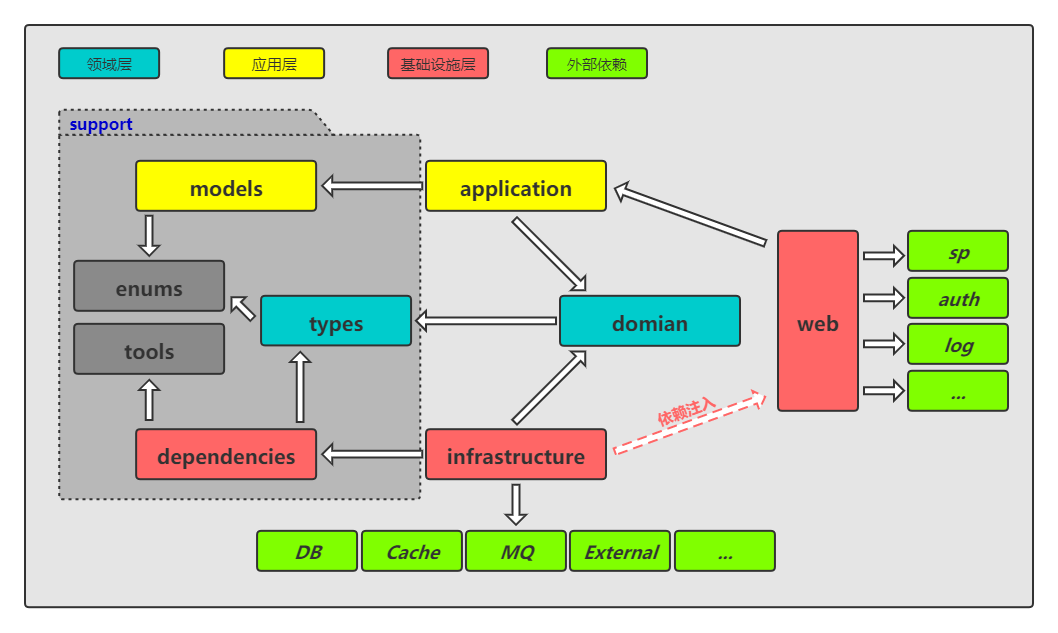 领域层
应用层
基础设施层
外部依赖
support
models
application
enums
types
tools
domian
web
sp
auth
log
...
依赖注入
dependencies
infrastructure
DB
Cache
MQ
External
...